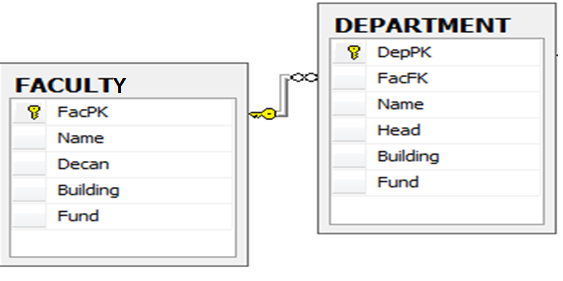 FACULTY
FacPK
Name
Decan
Building
Fund
DEPARTMENT
DepPK
FacFK
Name
Head
Building
Fund